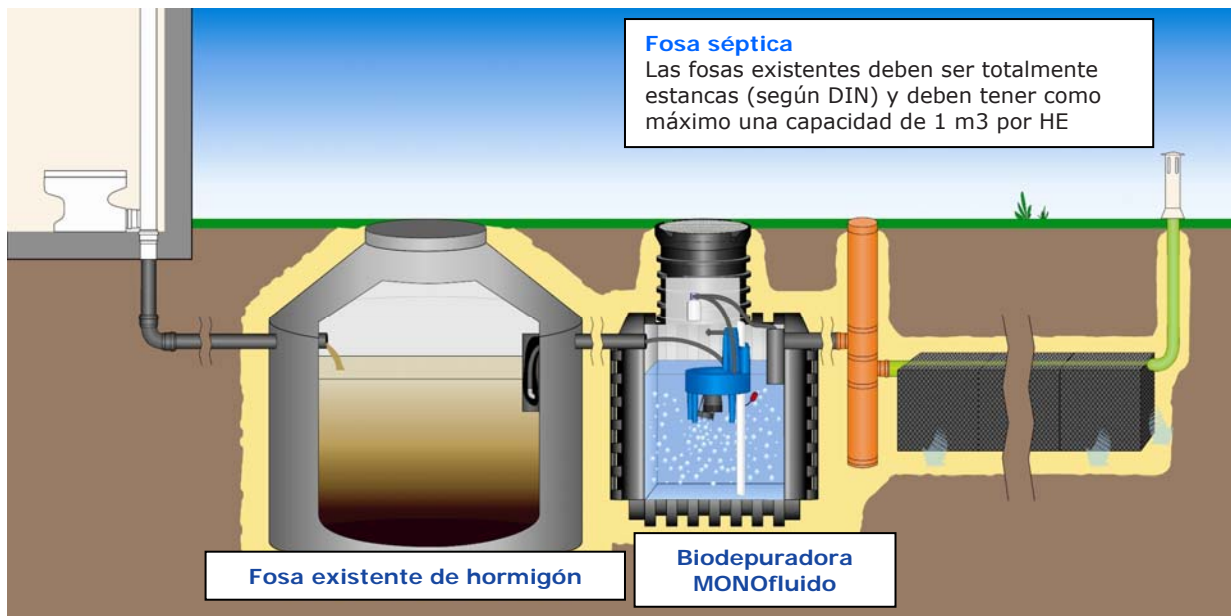 Fosa séptica
Las fosas existentes deben ser totalmente
estancas (según DIN) y deben tener como
máximo una capacidad de 1 m3 por HE
Fosa existente de hormigón
Biodepuradora
MONOfluido